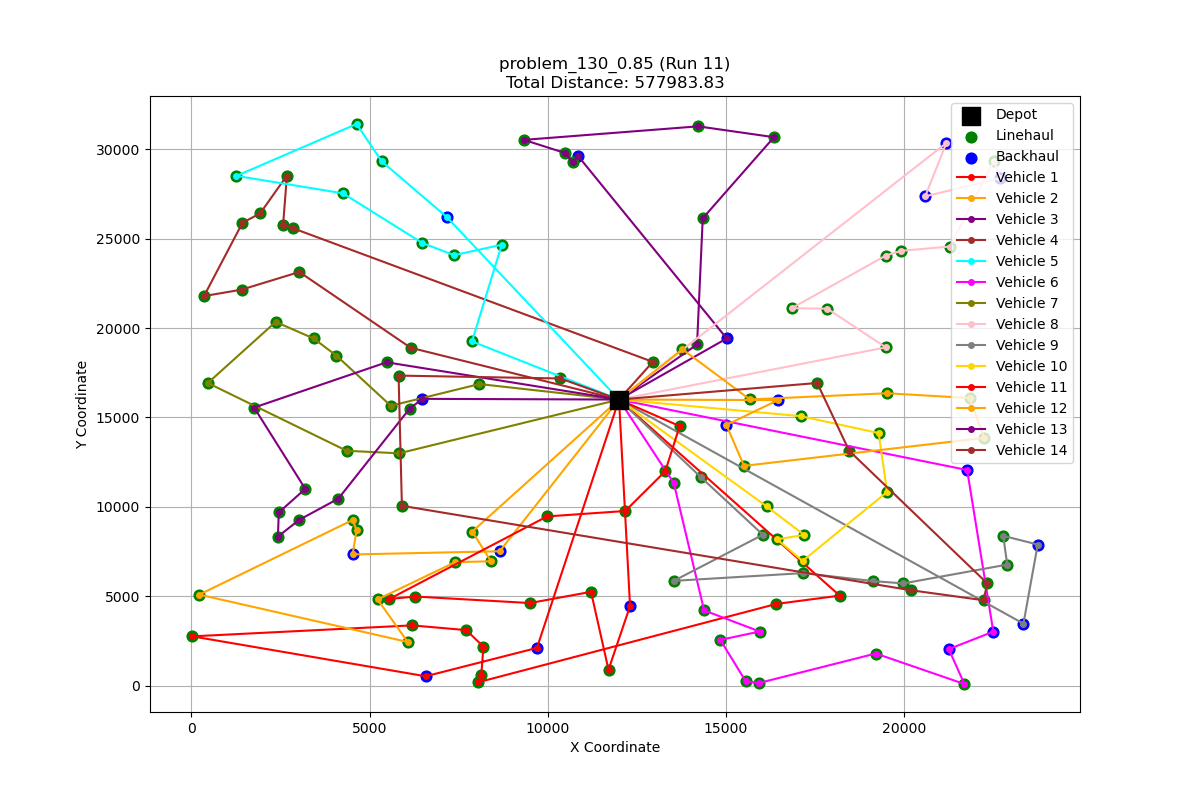 problem_130_0.85 (Run 11)
Total Distance: 577983.83
Y Coordinate
30000
25000
20000
15000
10000
5000
0
0 5000 10000 15000 20000
X Coordinate
Depot
Linehaul
Backhaul
Vehicle 1
Vehicle 2
Vehicle 3
Vehicle 4
Vehicle 5
Vehicle 6
Vehicle 7
Vehicle 8
Vehicle 9
Vehicle 10
Vehicle 11
Vehicle 12
Vehicle 13
Vehicle 14